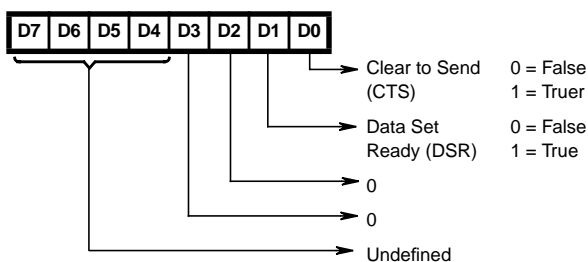 D7 D6 D5 D4 D3 D2 D1 D0
Clear to Send 0 = False
(CTS) 1 = Truer
Data Set 0 = False
Ready (DSR) 1 = True
0
0
Undefined